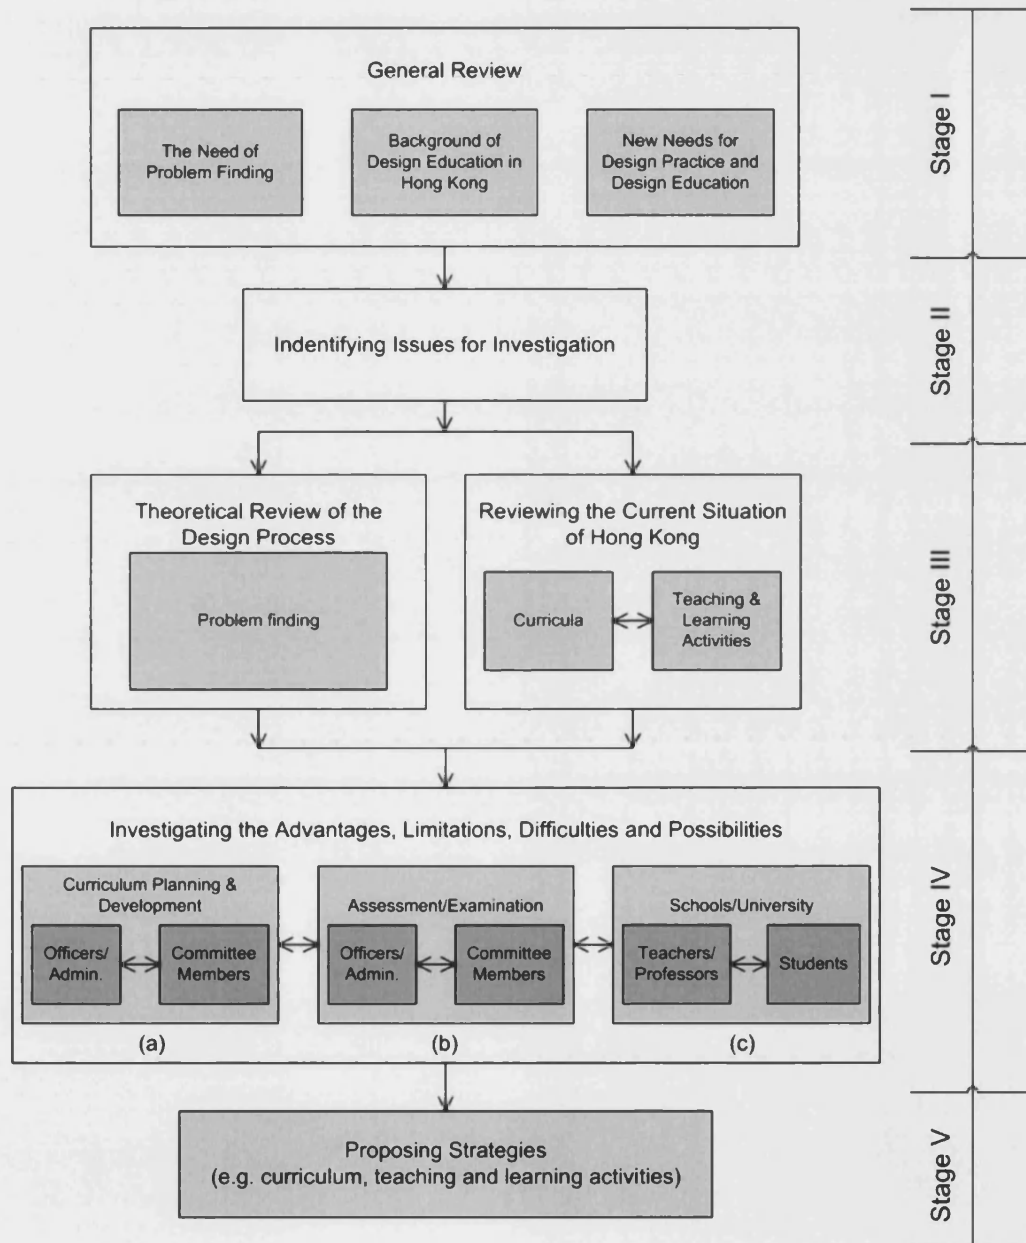 General Review
The Need of
Problem Finding
Background of
Design Education in
Hong Kong
New Needs for
Design Practice and
Design Education
Stage I
Indentifying Issues for Investigation
Stage II
Theoretical Review of the
Design Process
Problem finding
Reviewing the Current Situation
of Hong Kong
Curricula
Teaching &
Learning
Activities
Stage III
Investigating the Advantages, Limitations, Difficulties and Possibilities
Curriculum Planning &
Development
Officers/
Admin.
Committee
Members
(a)
Assessment/Examination
Officers/
Admin.
Committee
Members
(b)
Schools/University
Teachers/
Professors
Students
(c)
Stage IV
Proposing Strategies
(e.g. curriculum, teaching and learning activities)
Stage V